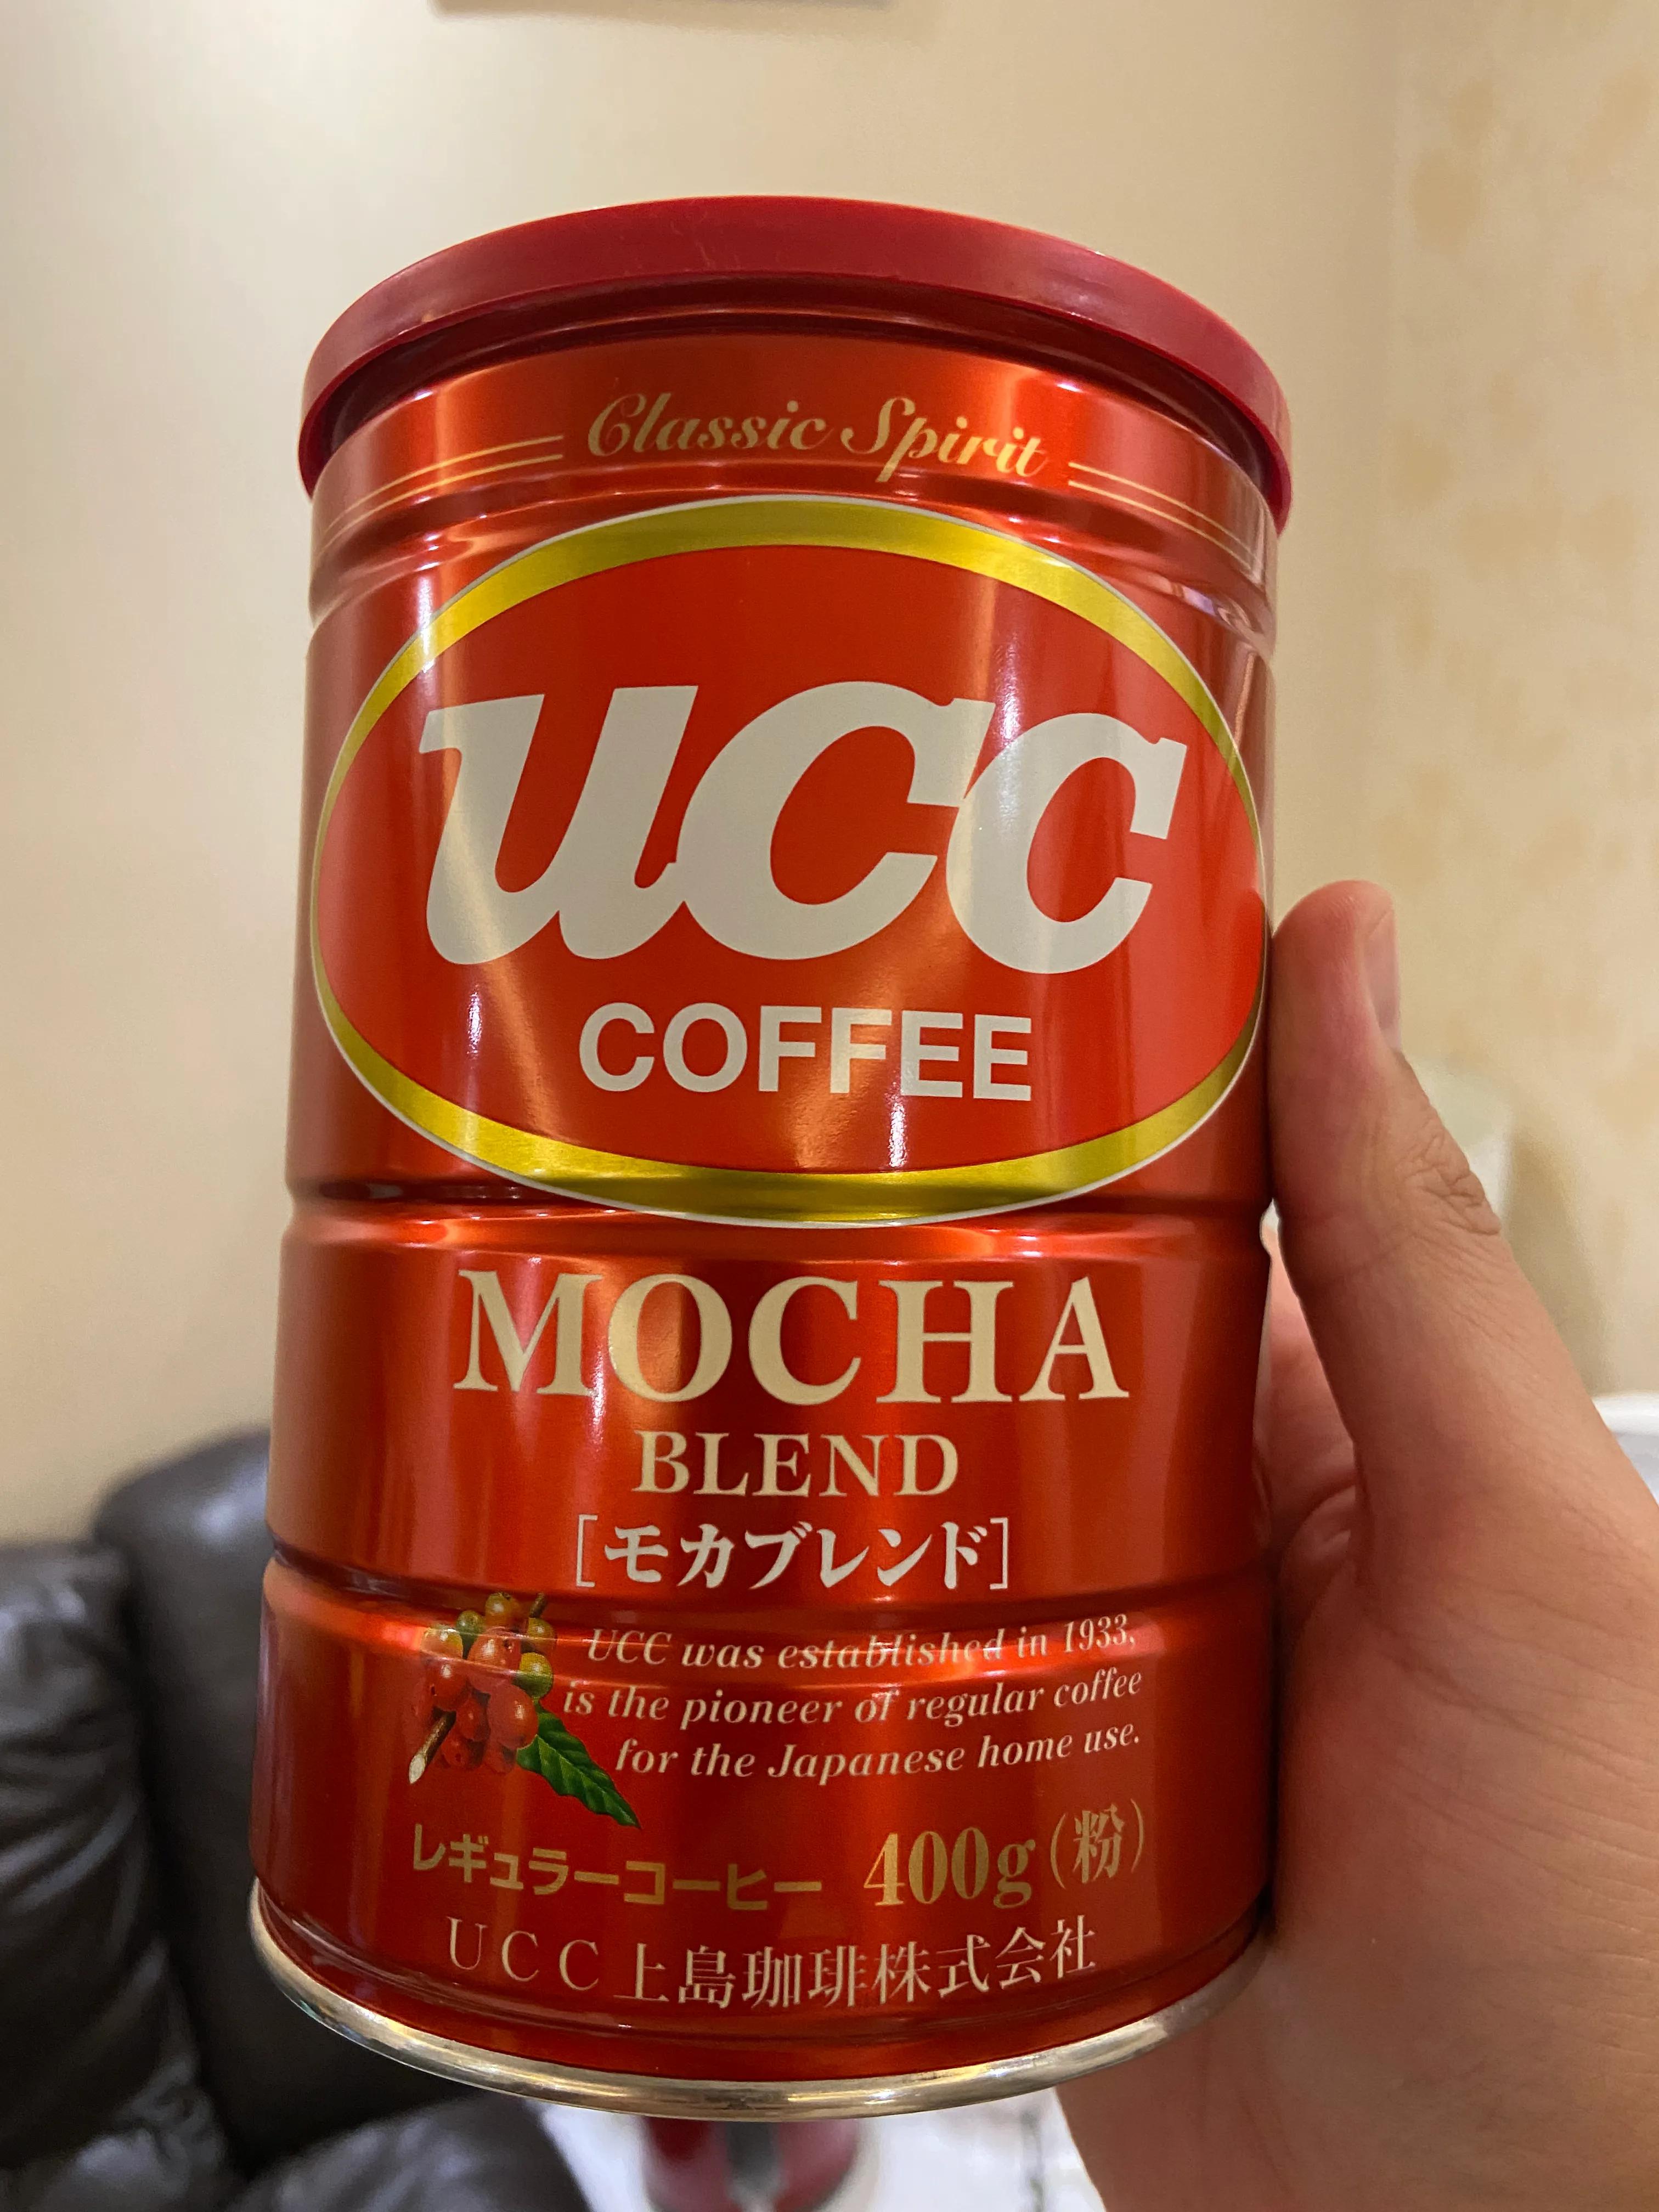 Classic Spirit
UCC
COFFEE
MOCHA
BLEND
[モカブレンド]
UCC was established in 1933,
is the pioneer of regular coffee
for the Japanese home use.
レギュラーコーヒー 400g(粉)
UCC上島珈琲株式会社